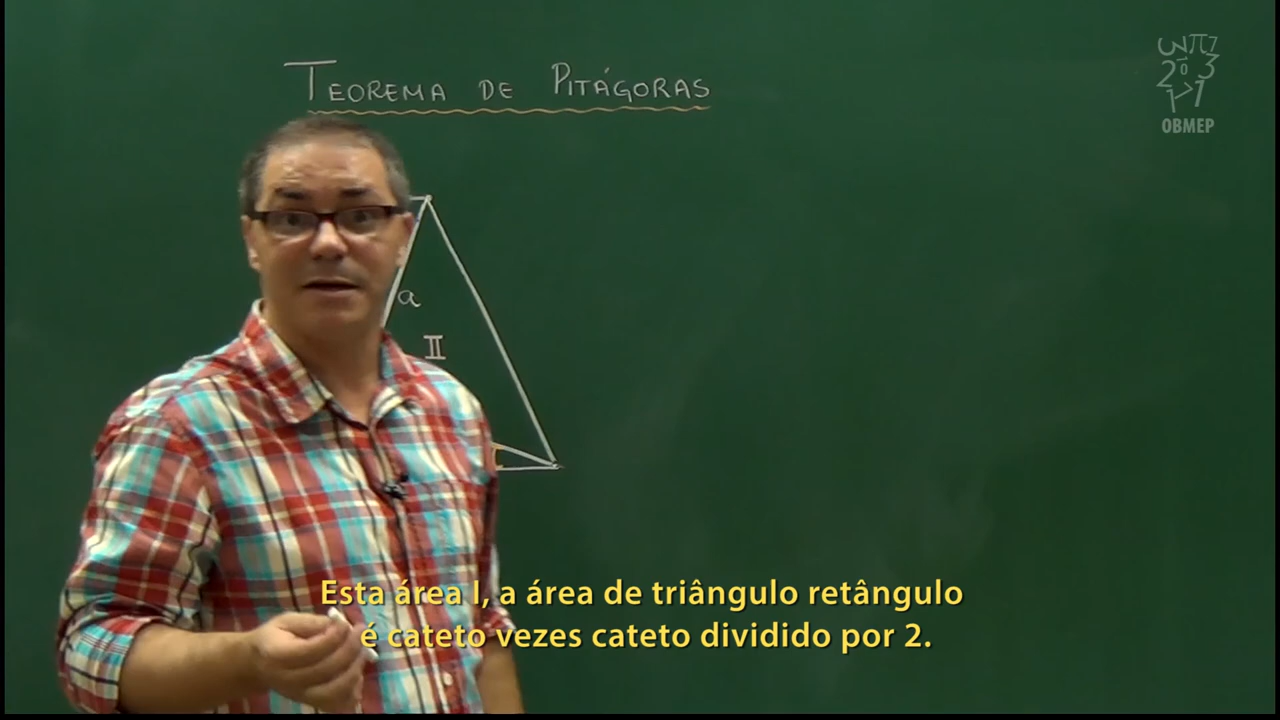 TEOREMA DE PITÁGORAS
OBMEP
a
II
Esta área I, a área de triângulo retângulo
é cateto vezes cateto dividido por 2.